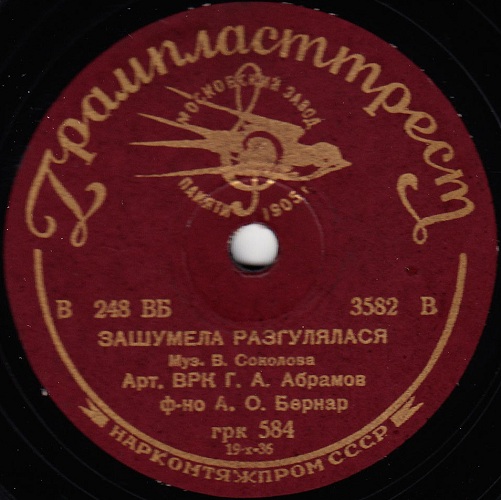 Грампласттрест
МОСКОВСКИЙ ЗАВОД
ПАМЯТИ 1905 г.
В 248 ВБ 3582 В
ЗАШУМЕЛА РАЗГУЛЯЛАСЯ
Муз. В. Соколова
Арт. ВРК Г. А. Абрамов
ф-но А. О. Бернар
грк 584
19-х-36
НАРКОМТЯЖПРОМ СССР